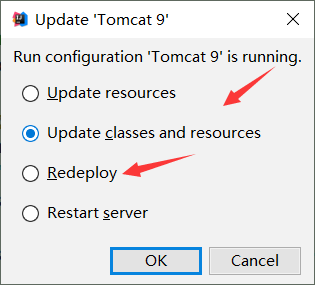 Update 'Tomcat 9'
Run configuration 'Tomcat 9' is running.
Update resources
Update classes and resources
Redeploy
Restart server
OK
Cancel